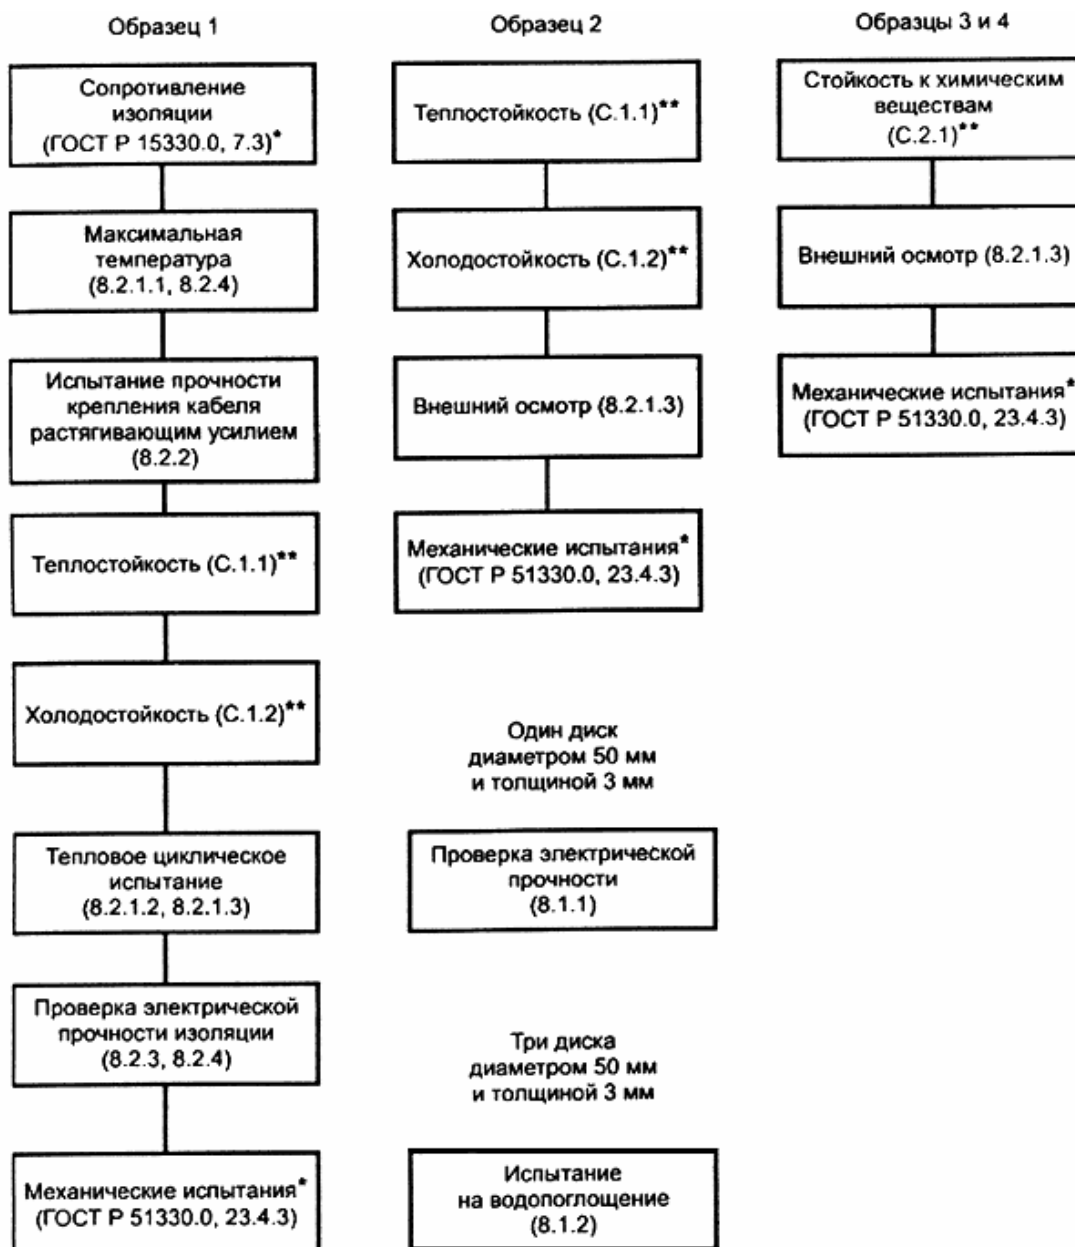 Образец 1
Сопротивление
изоляции
(ГОСТ Р 15330.0, 7.3)*
Максимальная
температура
(8.2.1.1, 8.2.4)
Испытание прочности
крепления кабеля
растягивающим усилием
(8.2.2)
Теплостойкость (С.1.1)**
Холодостойкость (С.1.2)**
Тепловое циклическое
испытание
(8.2.1.2, 8.2.1.3)
Проверка электрической
прочности изоляции
(8.2.3, 8.2.4)
Механические испытания*
(ГОСТ Р 51330.0, 23.4.3)
Образец 2
Теплостойкость (С.1.1)**
Холодостойкость (С.1.2)**
Внешний осмотр (8.2.1.3)
Механические испытания*
(ГОСТ Р 51330.0, 23.4.3)
Один диск
диаметром 50 мм
и толщиной 3 мм
Проверка электрической
прочности
(8.1.1)
Три диска
диаметром 50 мм
и толщиной 3 мм
Испытание
на водопоглощение
(8.1.2)
Образцы 3 и 4
Стойкость к химическим
веществам
(С.2.1)**
Внешний осмотр (8.2.1.3)
Механические испытания*
(ГОСТ Р 51330.0, 23.4.3)